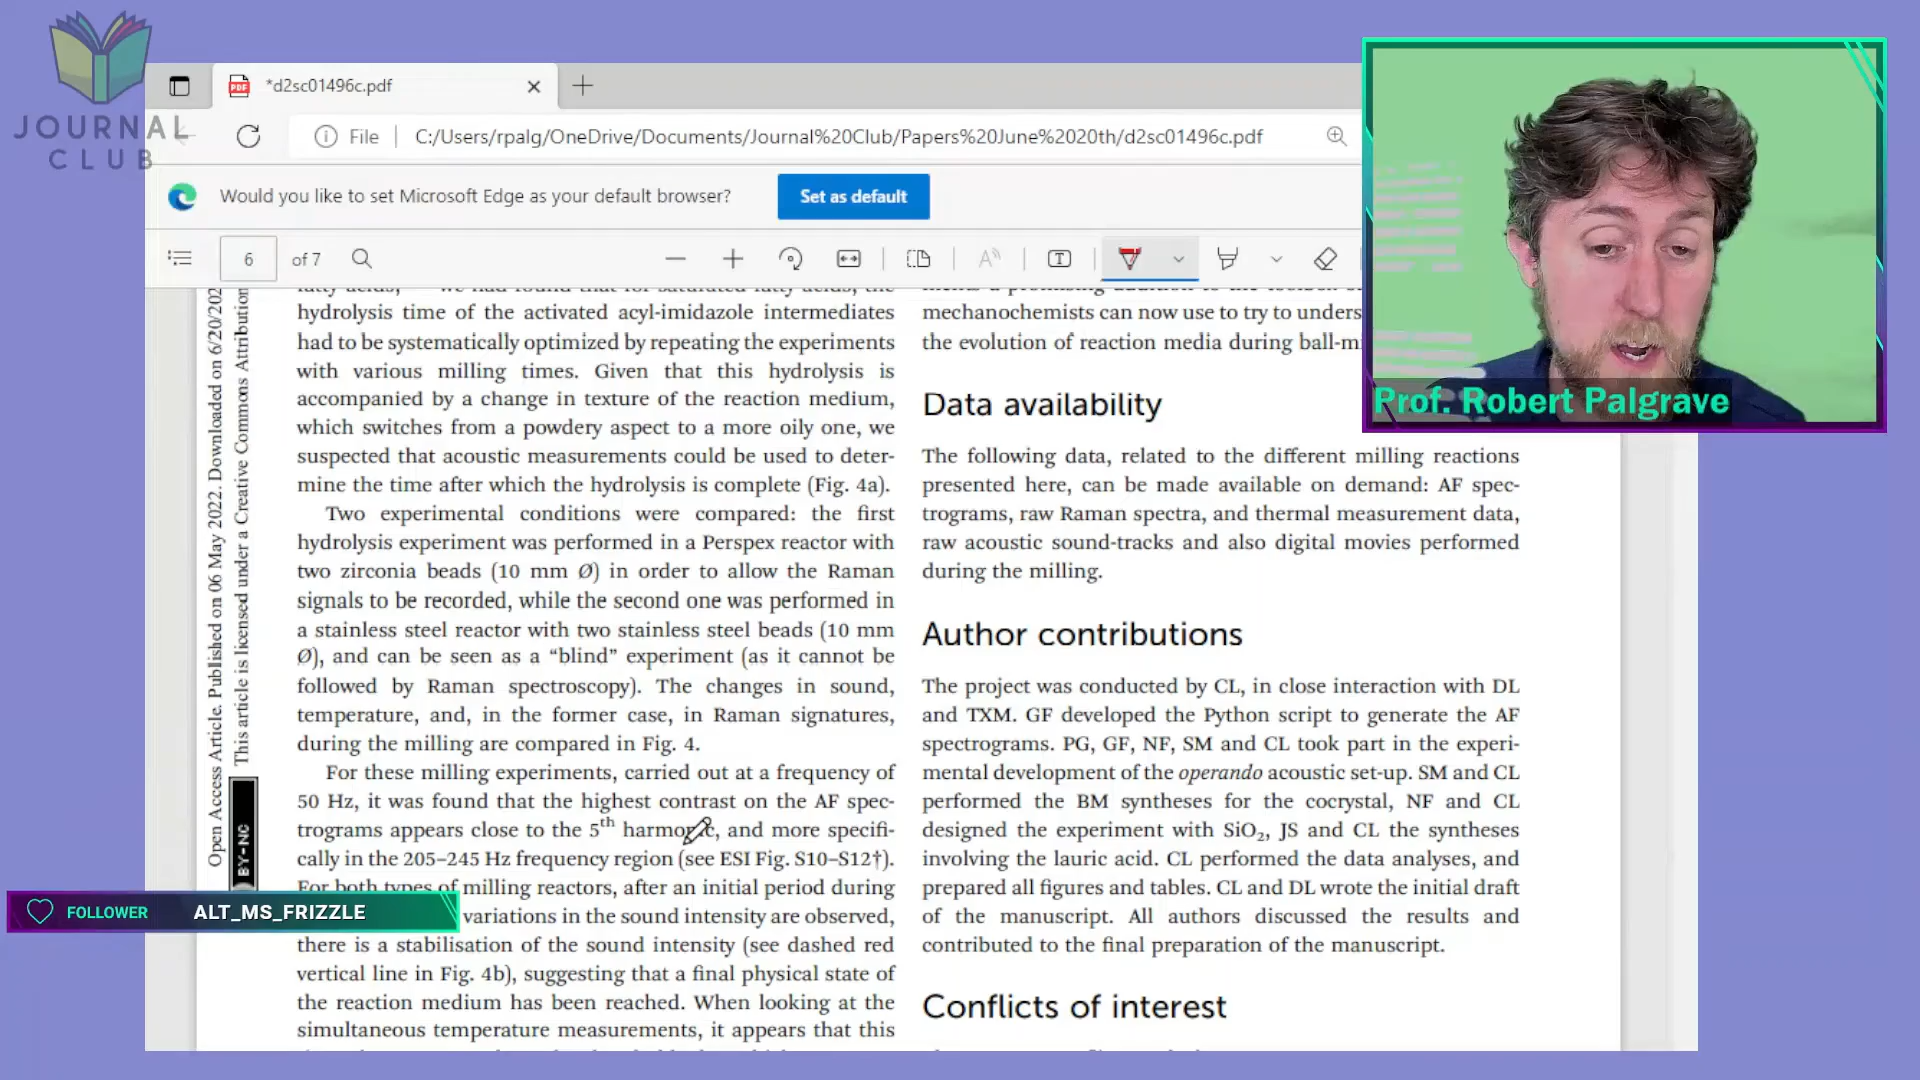 JOURNAL
CLUB
PDF
*d2sc01496c.pdf
File
C:/Users/rpalg/OneDrive/Documents/Journal%20Club/Papers%20June%2020th/d2sc01496c.pdf
Would you like to set Microsoft Edge as your default browser?
Set as default
6
of 7
Open Access Article. Published on 06 May 2022. Downloaded on 6/20/202
This article is licensed under a Creative Commons Attribution
BY-NC
hydrolysis time of the activated acyl-imidazole intermediates
had to be systematically optimized by repeating the experiments
with various milling times. Given that this hydrolysis is
accompanied by a change in texture of the reaction medium,
which switches from a powdery aspect to a more oily one, we
suspected that acoustic measurements could be used to deter-
mine the time after which the hydrolysis is complete (Fig. 4a).
Two experimental conditions were compared: the first
hydrolysis experiment was performed in a Perspex reactor with
two zirconia beads (10 mm Ø) in order to allow the Raman
signals to be recorded, while the second one was performed in
a stainless steel reactor with two stainless steel beads (10 mm
Ø), and can be seen as a “blind” experiment (as it cannot be
followed by Raman spectroscopy). The changes in sound,
temperature, and, in the former case, in Raman signatures,
during the milling are compared in Fig. 4.
For these milling experiments, carried out at a frequency of
50 Hz, it was found that the highest contrast on the AF spec-
trograms appears close to the 5th harmonic, and more specifi-
cally in the 205–245 Hz frequency region (see ESI Fig. S10–S12†).
For both types of milling reactors, after an initial period during
variations in the sound intensity are observed,
there is a stabilisation of the sound intensity (see dashed red
vertical line in Fig. 4b), suggesting that a final physical state of
the reaction medium has been reached. When looking at the
simultaneous temperature measurements, it appears that this
mechanochemists can now use to try to unders
the evolution of reaction media during ball-mi
Data availability
The following data, related to the different milling reactions
presented here, can be made available on demand: AF spec-
trograms, raw Raman spectra, and thermal measurement data,
raw acoustic sound-tracks and also digital movies performed
during the milling.
Author contributions
The project was conducted by CL, in close interaction with DL
and TXM. GF developed the Python script to generate the AF
spectrograms. PG, GF, NF, SM and CL took part in the experi-
mental development of the operando acoustic set-up. SM and CL
performed the BM syntheses for the cocrystal, NF and CL
designed the experiment with SiO₂, JS and CL the syntheses
involving the lauric acid. CL performed the data analyses, and
prepared all figures and tables. CL and DL wrote the initial draft
of the manuscript. All authors discussed the results and
contributed to the final preparation of the manuscript.
Conflicts of interest
Prof. Robert Palgrave
FOLLOWER ALT_MS_FRIZZLE